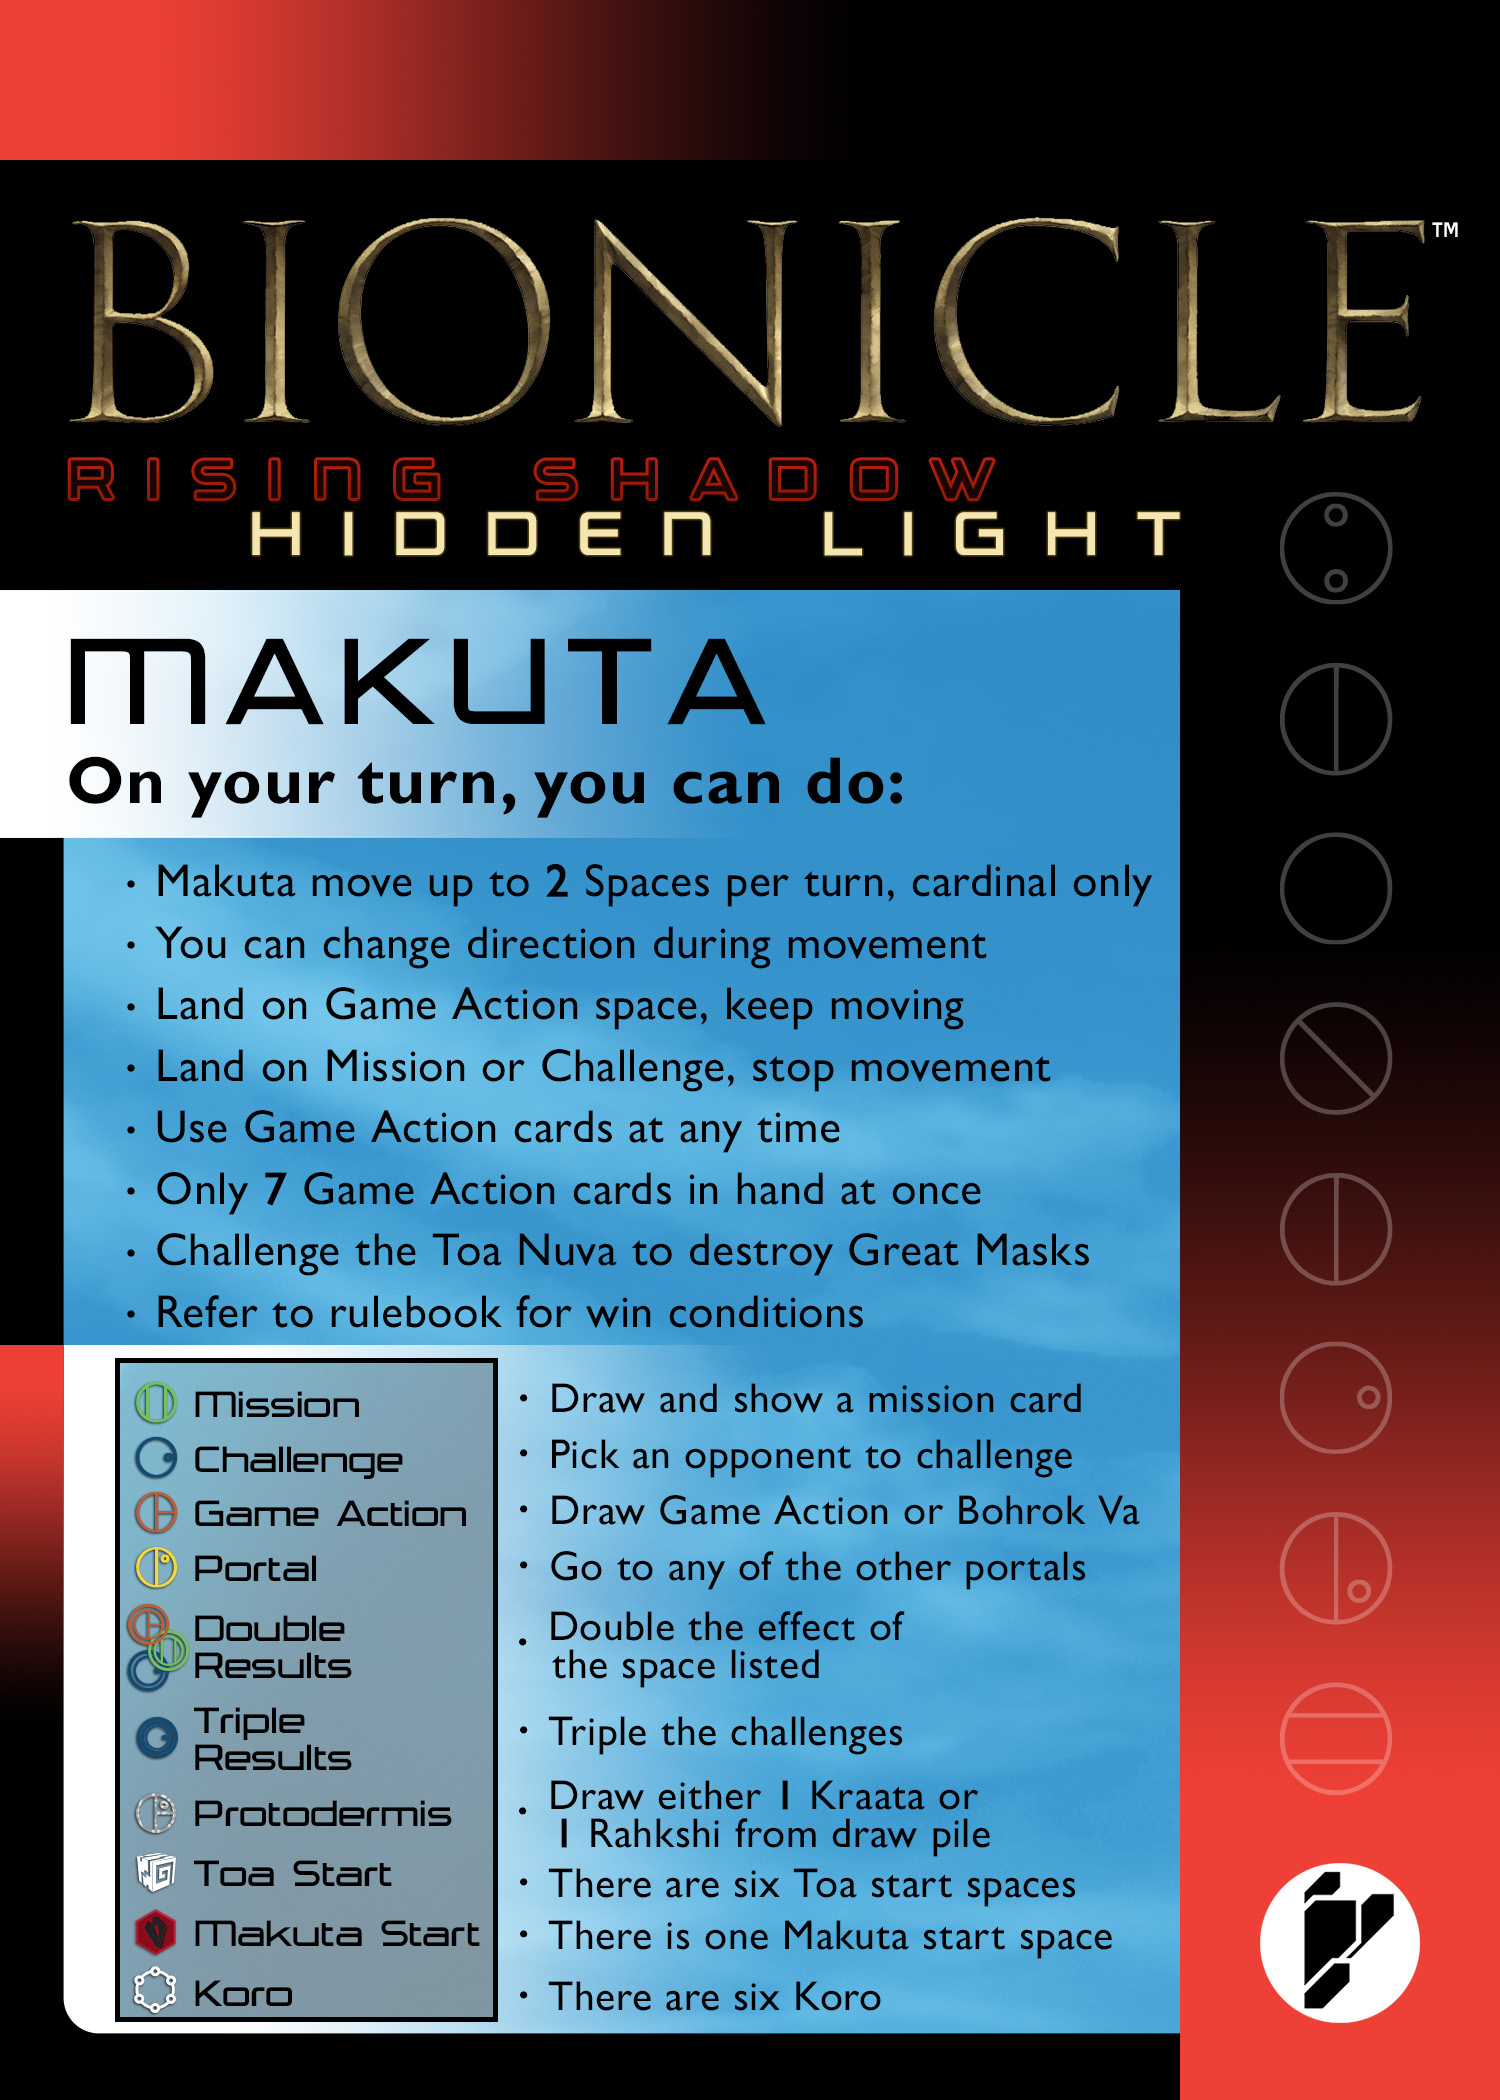 BIONICLE™
RISING SHADOW
HIDDEN LIGHT
MAKUTA
On your turn, you can do:
· Makuta move up to 2 Spaces per turn, cardinal only
· You can change direction during movement
· Land on Game Action space, keep moving
· Land on Mission or Challenge, stop movement
· Use Game Action cards at any time
· Only 7 Game Action cards in hand at once
· Challenge the Toa Nuva to destroy Great Masks
· Refer to rulebook for win conditions
Mission
· Draw and show a mission card
Challenge
· Pick an opponent to challenge
Game Action
· Draw Game Action or Bohrok Va
Portal
· Go to any of the other portals
Double
Results
· Double the effect of
the space listed
Triple
Results
· Triple the challenges
Protodermis
· Draw either 1 Kraata or
1 Rahkshi from draw pile
Toa Start
· There are six Toa start spaces
Makuta Start
· There is one Makuta start space
Koro
· There are six Koro